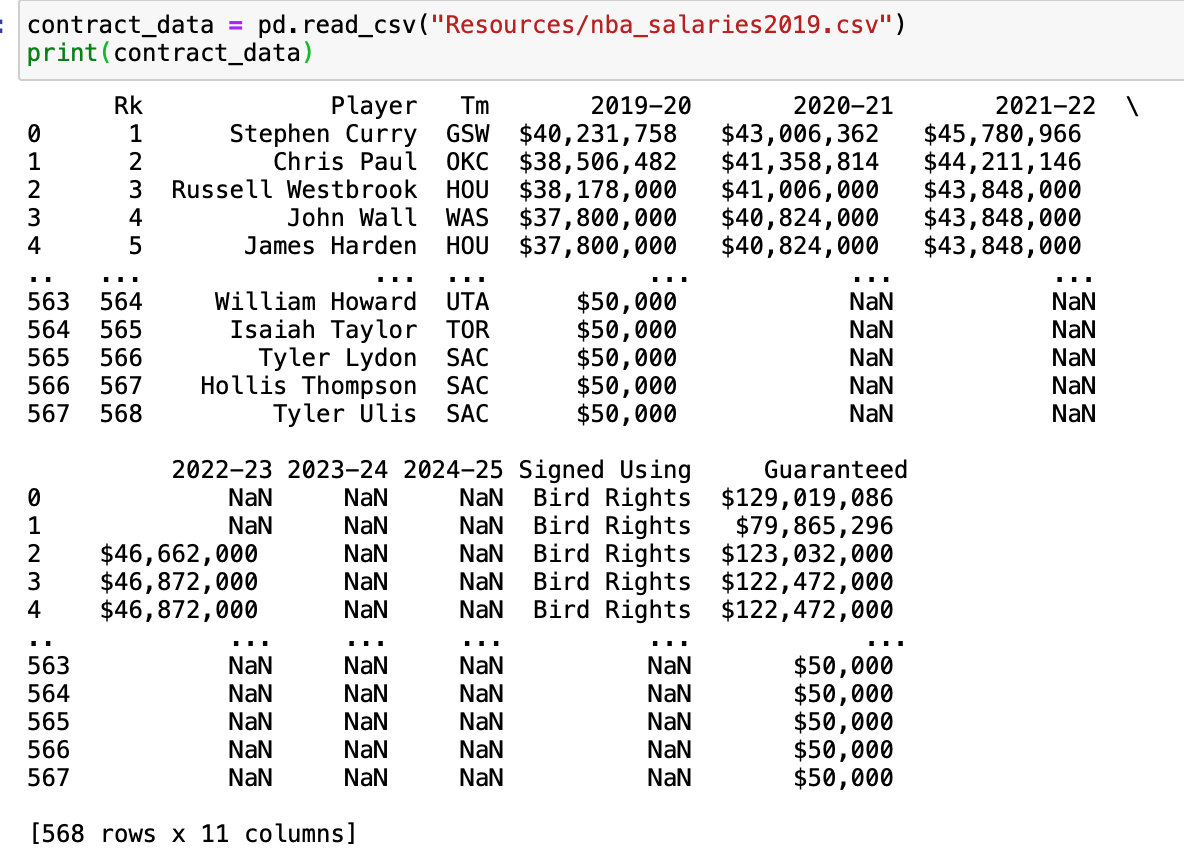 : contract_data = pd.read_csv("Resources/nba_salaries2019.csv")
print(contract_data)
Rk Player Tm 2019-20 2020-21 2021-22 \
0 1 Stephen Curry GSW $40,231,758 $43,006,362 $45,780,966
1 2 Chris Paul OKC $38,506,482 $41,358,814 $44,211,146
2 3 Russell Westbrook HOU $38,178,000 $41,006,000 $43,848,000
3 4 John Wall WAS $37,800,000 $40,824,000 $43,848,000
4 5 James Harden HOU $37,800,000 $40,824,000 $43,848,000
.. ... ... ... ... ... ...
563 564 William Howard UTA $50,000 NaN NaN
564 565 Isaiah Taylor TOR $50,000 NaN NaN
565 566 Tyler Lydon SAC $50,000 NaN NaN
566 567 Hollis Thompson SAC $50,000 NaN NaN
567 568 Tyler Ulis SAC $50,000 NaN NaN
2022-23 2023-24 2024-25 Signed Using Guaranteed
0 NaN NaN NaN Bird Rights $129,019,086
1 NaN NaN NaN Bird Rights $79,865,296
2 $46,662,000 NaN NaN Bird Rights $123,032,000
3 $46,872,000 NaN NaN Bird Rights $122,472,000
4 $46,872,000 NaN NaN Bird Rights $122,472,000
.. ... ... ... ... ...
563 NaN NaN NaN NaN $50,000
564 NaN NaN NaN NaN $50,000
565 NaN NaN NaN NaN $50,000
566 NaN NaN NaN NaN $50,000
567 NaN NaN NaN NaN $50,000
[568 rows x 11 columns]